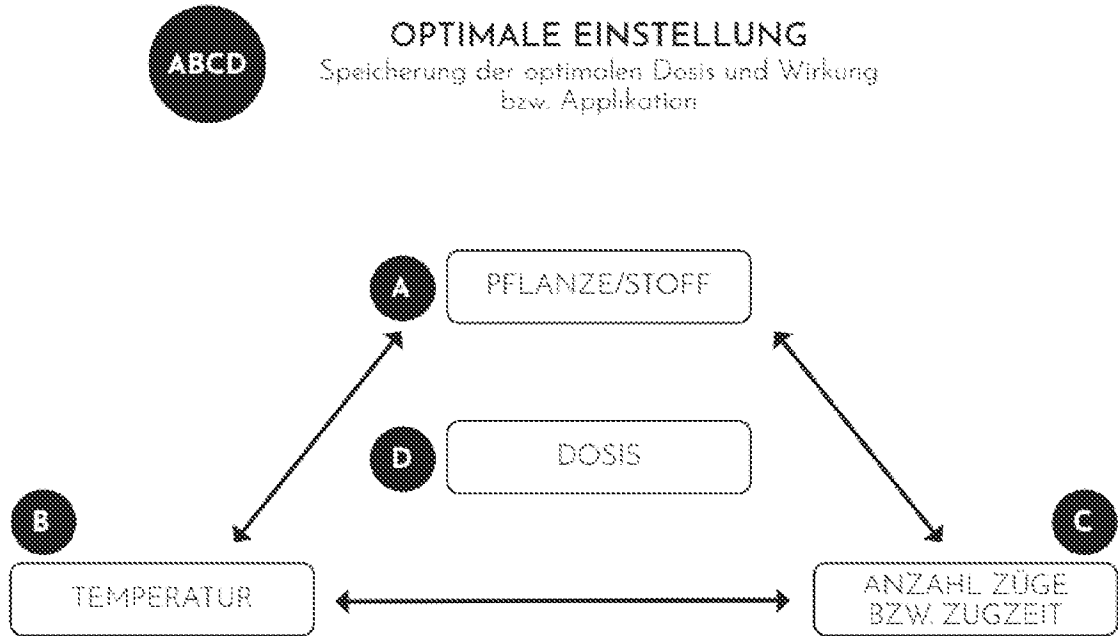 ABCD
OPTIMALE EINSTELLUNG
Speicherung der optimalen Dosis und Wirkung
bzw. Applikation
A
PFLANZE/STOFF
D
DOSIS
B
C
TEMPERATUR
ANZAHL ZÜGE
BZW. ZUGZEIT